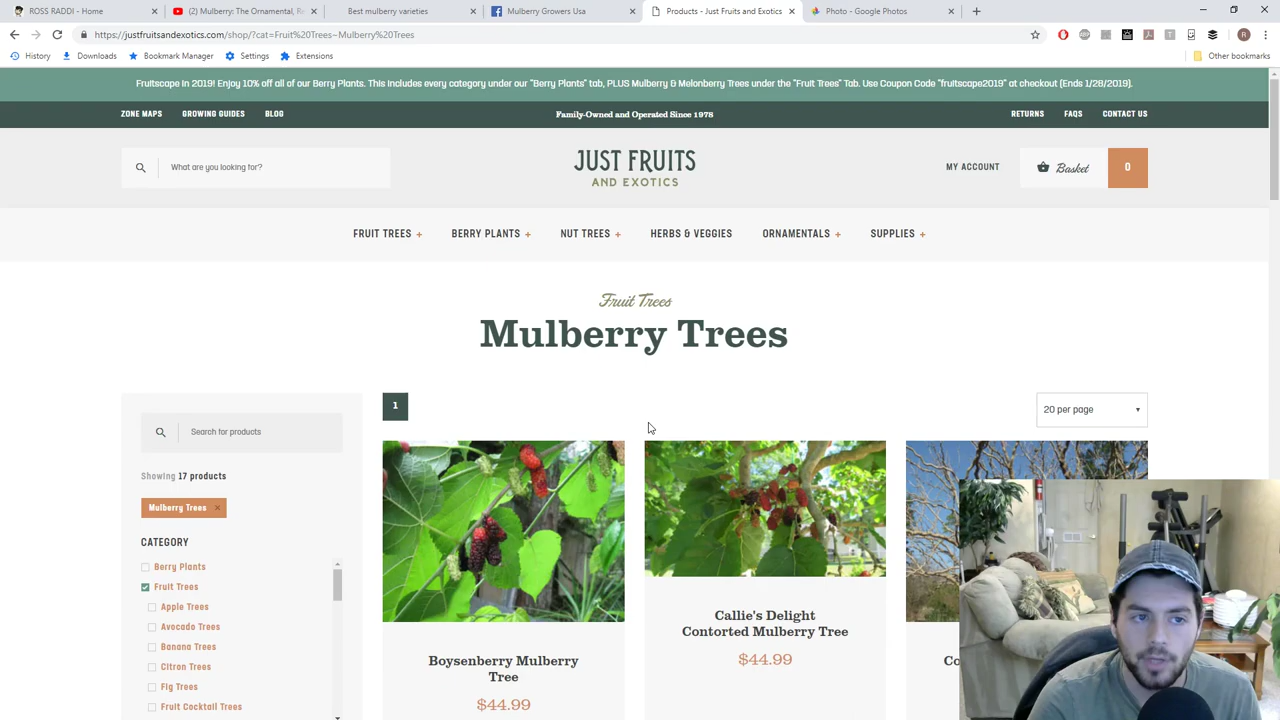 ROSS RADDI - Home
(2) Mulberry: The Ornamental, Re
Best mulberry varieties
Mulberry Growers Usa
Products - Just Fruits and Exotics
Photo - Google Photos
https://justfruitsandexotics.com/shop/?cat=Fruit%20Trees~Mulberry%20Trees
History
Downloads
Bookmark Manager
Settings
Extensions
Other bookmarks
Fruitscape in 2019! Enjoy 10% off all of our Berry Plants. This includes every category under our "Berry Plants" tab, PLUS Mulberry & Melonberry Trees under the "Fruit Trees" Tab. Use Coupon Code "fruitscape2019" at checkout (Ends 1/28/2019).
ZONE MAPS
GROWING GUIDES
BLOG
Family-Owned and Operated Since 1978
RETURNS
FAQS
CONTACT US
What are you looking for?
JUST FRUITS
AND EXOTICS
MY ACCOUNT
Basket
0
FRUIT TREES +
BERRY PLANTS +
NUT TREES +
HERBS & VEGGIES
ORNAMENTALS +
SUPPLIES +
Fruit Trees
Mulberry Trees
1
20 per page
Search for products
Showing 17 products
Mulberry Trees ×
CATEGORY
Berry Plants
Fruit Trees
Apple Trees
Avocado Trees
Banana Trees
Citron Trees
Fig Trees
Fruit Cocktail Trees
Boysenberry Mulberry
Tree
$44.99
Callie's Delight
Contorted Mulberry Tree
$44.99
Co